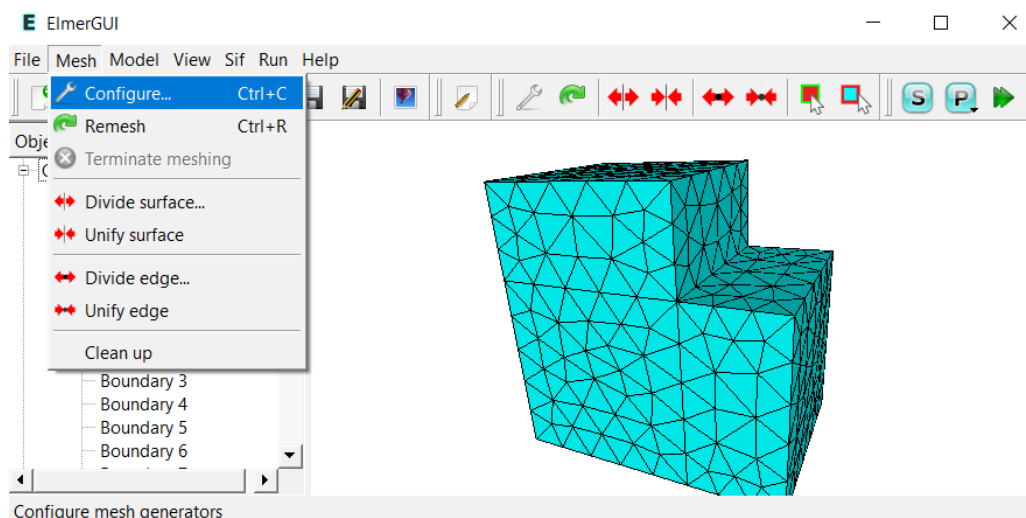 E ElmerGUI
File Mesh Model View Sif Run Help
Configure... Ctrl+C
S P
Remesh Ctrl+R
Obje
Terminate meshing
Divide surface...
Unify surface
Divide edge...
Unify edge
Clean up
Boundary 3
Boundary 4
Boundary 5
Boundary 6
Configure mesh generators